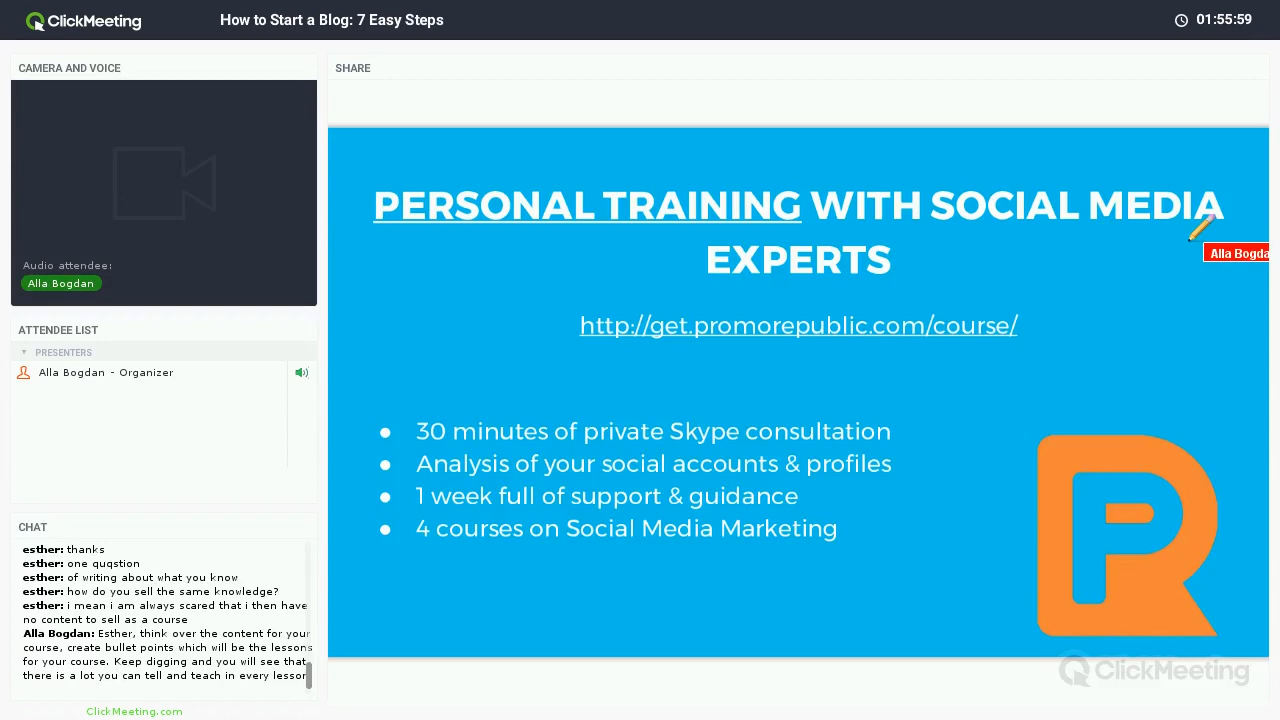 ClickMeeting
How to Start a Blog: 7 Easy Steps
01:55:59
CAMERA AND VOICE
Audio attendee:
Alla Bogdan
ATTENDEE LIST
PRESENTERS
Alla Bogdan - Organizer
CHAT
esther: thanks
esther: one quqstion
esther: of writing about what you know
esther: how do you sell the same knowledge?
esther: i mean i am always scared that i then have
no content to sell as a course
Alla Bogdan: Esther, think over the content for your
course, create bullet points which will be the lessons
for your course. Keep digging and you will see that
there is a lot you can tell and teach in every lesson
ClickMeeting.com
SHARE
PERSONAL TRAINING WITH SOCIAL MEDIA
EXPERTS
Alla Bogda
http://get.promorepublic.com/course/
● 30 minutes of private Skype consultation
● Analysis of your social accounts & profiles
● 1 week full of support & guidance
● 4 courses on Social Media Marketing
ClickMeeting